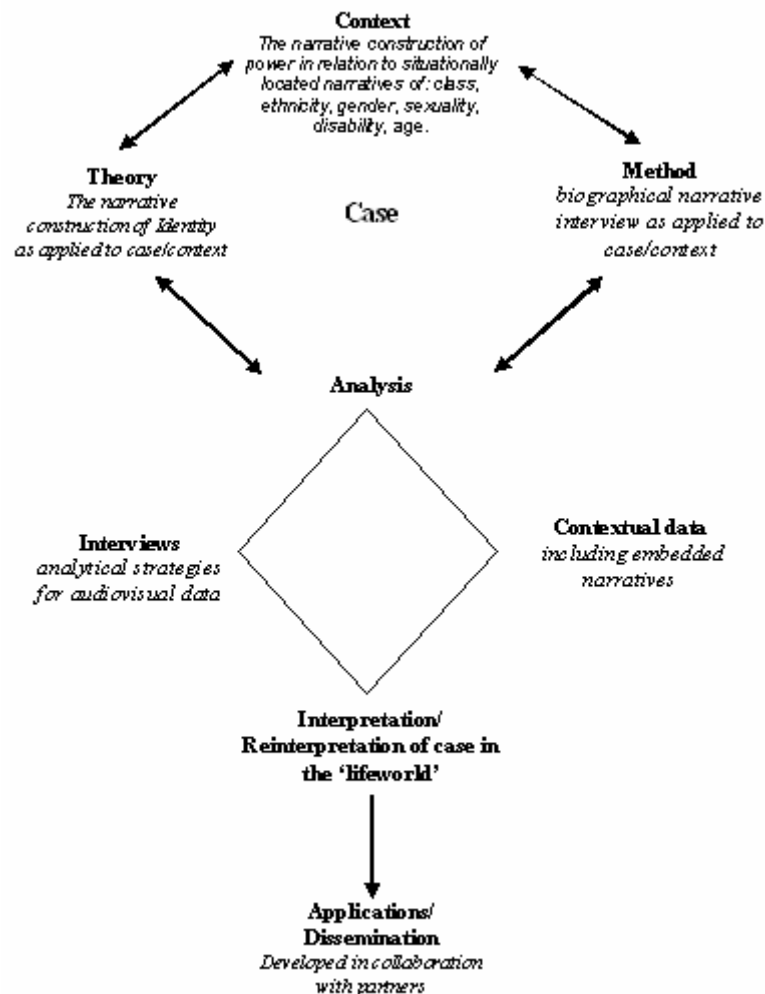 Context
The narrative construction of
power in relation to situationally
located narratives of: class,
ethnicity, gender, sexuality,
disability, age.
Theory
The narrative
construction of Identity
as applied to case/context
Case
Method
biographical narrative
interview as applied to
case/context
Analysis
Interviews
analytical strategies
for audiovisual data
Contextual data
including embedded
narratives
Interpretation/
Reinterpretation of case in
the ‘lifeworld’
Applications/
Dissemination
Developed in collaboration
with partners